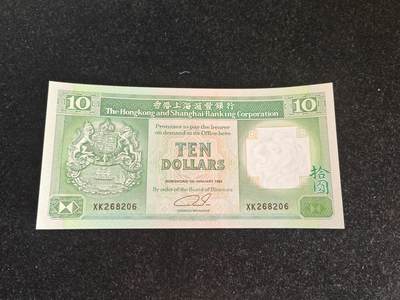 10 香港上海滙豐銀行 10
The Hongkong and Shanghai Banking Corporation
Promises to pay the bearer
on demand at its Office here
TEN
DOLLARS
拾圓
By order of the Board of Directors
XK268206 XK268206